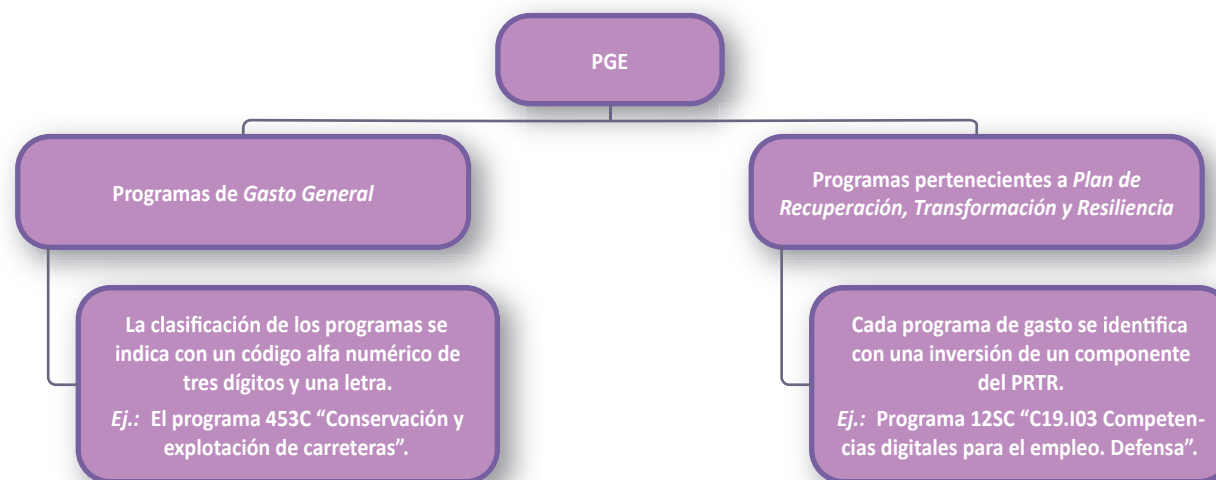 PGE
Programas de Gasto General
Programas pertenecientes a Plan de
Recuperación, Transformación y Resiliencia
La clasificación de los programas se
indica con un código alfa numérico de
tres dígitos y una letra.
Ej.: El programa 453C “Conservación y
explotación de carreteras”.
Cada programa de gasto se identifica
con una inversión de un componente
del PRTR.
Ej.: Programa 12SC “C19.I03 Competen-
cias digitales para el empleo. Defensa”.